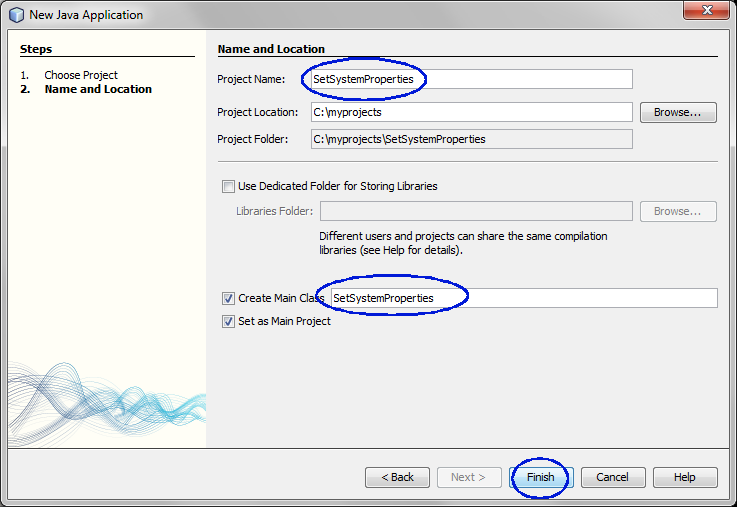 New Java Application
Steps
1. Choose Project
2. Name and Location
Name and Location
Project Name: SetSystemProperties
Project Location: C:\myprojects Browse...
Project Folder: C:\myprojects\SetSystemProperties
Use Dedicated Folder for Storing Libraries
Libraries Folder: Browse...
Different users and projects can share the same compilation
libraries (see Help for details).
Create Main Class SetSystemProperties
Set as Main Project
< Back Next > Finish Cancel Help